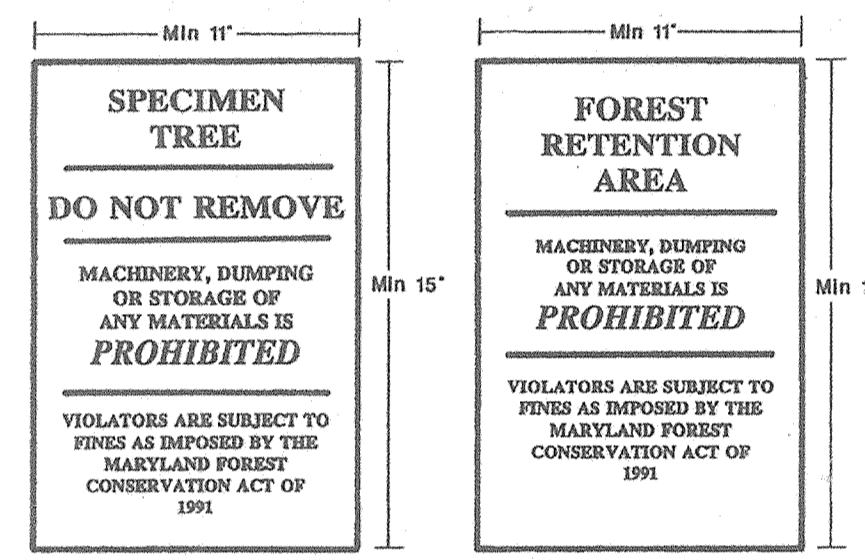 Min 11"
SPECIMEN
TREE
DO NOT REMOVE
MACHINERY, DUMPING
OR STORAGE OF
ANY MATERIALS IS
PROHIBITED
VIOLATORS ARE SUBJECT TO
FINES AS IMPOSED BY THE
MARYLAND FOREST
CONSERVATION ACT OF
1991
Min 15"
Min 11"
FOREST
RETENTION
AREA
MACHINERY, DUMPING
OR STORAGE OF
ANY MATERIALS IS
PROHIBITED
VIOLATORS ARE SUBJECT TO
FINES AS IMPOSED BY THE
MARYLAND FOREST
CONSERVATION ACT OF
1991
Min